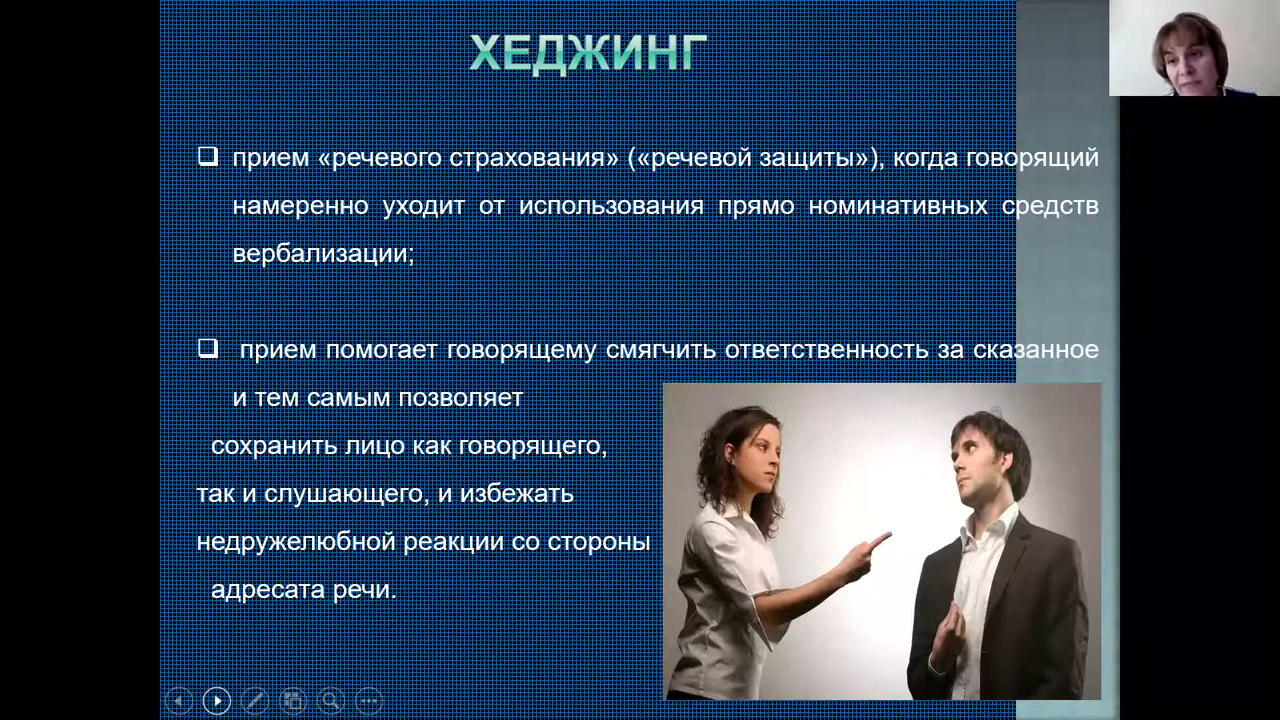 ХЕДЖИНГ
прием «речевого страхования» («речевой защиты»), когда говорящий
намеренно уходит от использования прямо номинативных средств
вербализации;
прием помогает говорящему смягчить ответственность за сказанное
и тем самым позволяет
сохранить лицо как говорящего,
так и слушающего, и избежать
недружелюбной реакции со стороны
адресата речи.